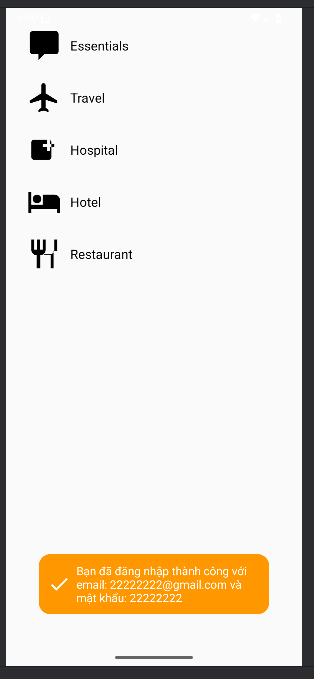 Essentials
Travel
Hospital
Hotel
Restaurant
Bạn đã đăng nhập thành công với
email: 22222222@gmail.com và
mật khẩu: 22222222